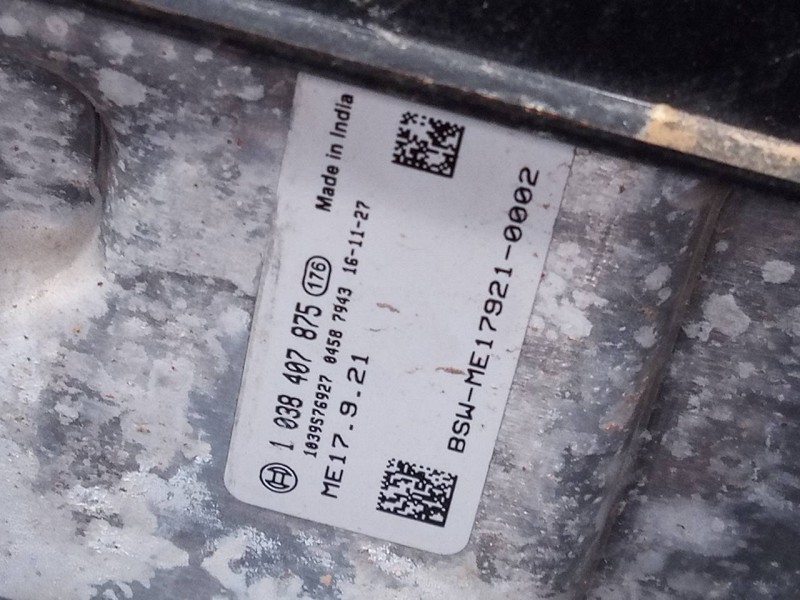 1 038 407 875 176 Made in India
1039576927 0458 7943 16-11-27
ME17.9.21
BSW-ME17921-0002